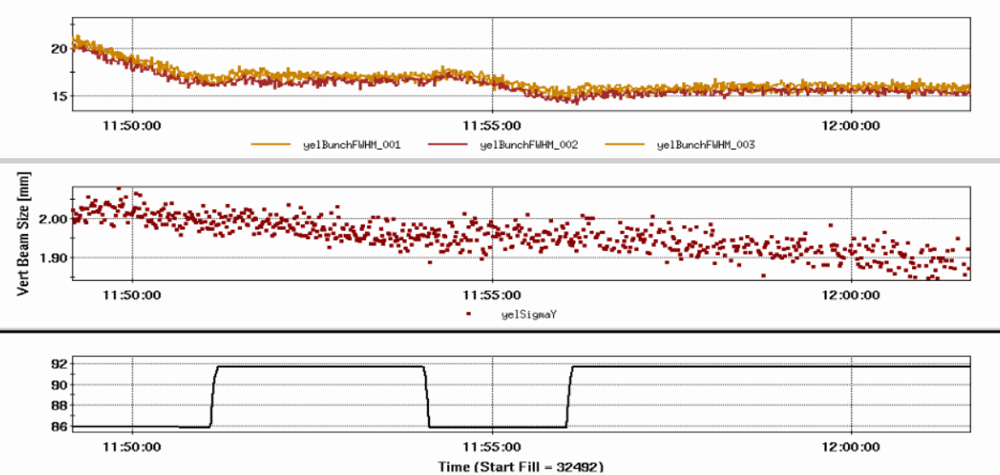 20
15
11:50:00 11:55:00 12:00:00
yelBunchFWHM_001 yelBunchFWHM_002 yelBunchFWHM_003
Vert Beam Size [mm]
2.00
1.90
11:50:00 11:55:00 12:00:00
yelSigmaY
92
90
88
86
11:50:00 11:55:00 12:00:00
Time (Start Fill = 32492)